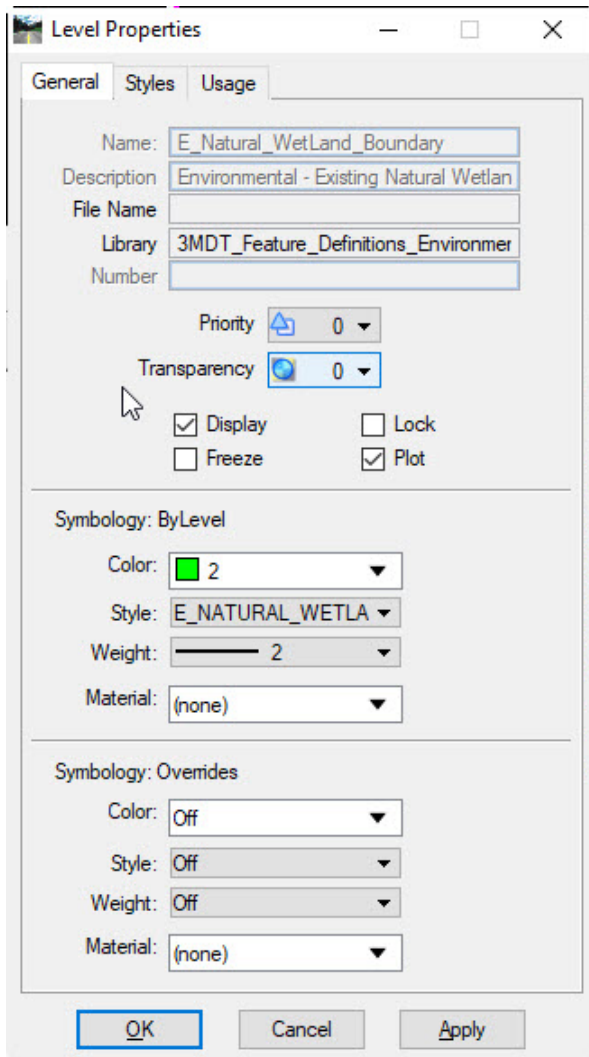 Level Properties
General Styles Usage
Name: E_Natural_WetLand_Boundary
Description Environmental - Existing Natural Wetlan
File Name
Library 3MDT_Feature_Definitions_Environmer
Number
Priority 0
Transparency 0
Display Lock
Freeze Plot
Symbology: ByLevel
Color: 2
Style: E_NATURAL_WETLA
Weight: 2
Material: (none)
Symbology: Overrides
Color: Off
Style: Off
Weight: Off
Material: (none)
OK Cancel Apply